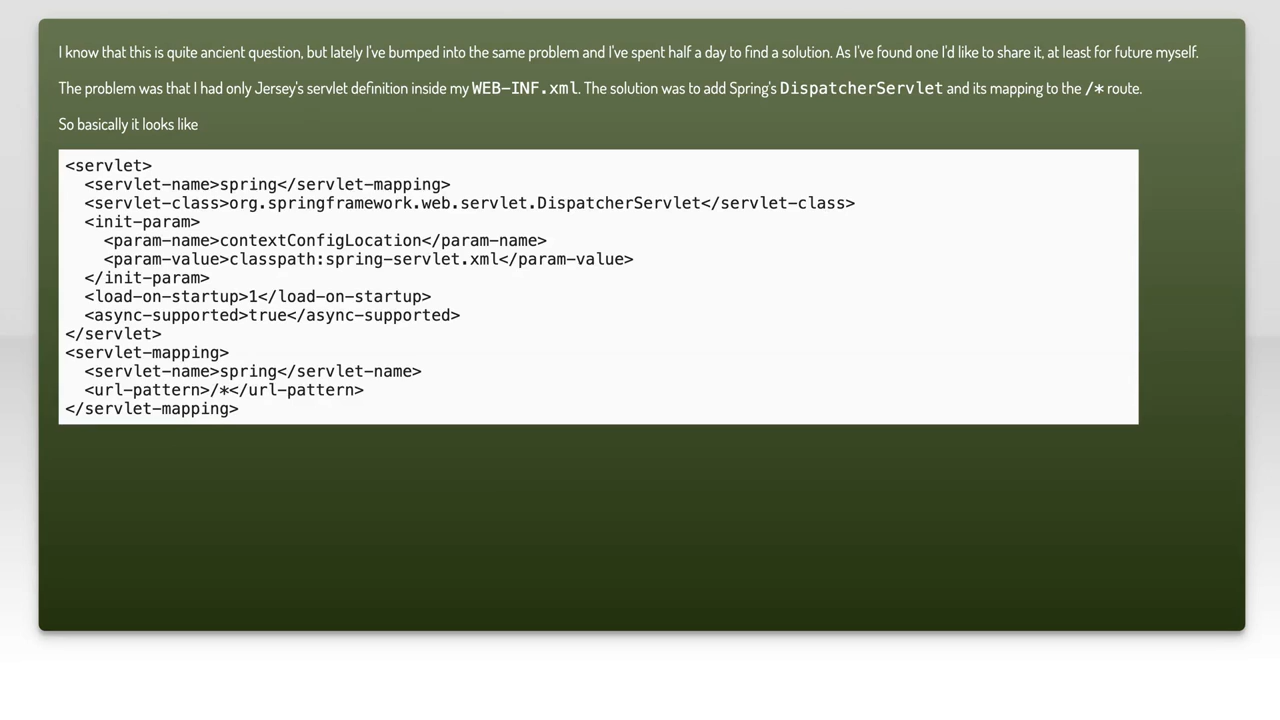 I know that this is quite ancient question, but lately I've bumped into the same problem and I've spent half a day to find a solution. As I've found one I'd like to share it, at least for future myself.
The problem was that I had only Jersey's servlet definition inside my WEB-INF.xml. The solution was to add Spring's DispatcherServlet and its mapping to the /* route.
So basically it looks like
<servlet>
  <servlet-name>spring</servlet-mapping>
  <servlet-class>org.springframework.web.servlet.DispatcherServlet</servlet-class>
  <init-param>
    <param-name>contextConfigLocation</param-name>
    <param-value>classpath:spring-servlet.xml</param-value>
  </init-param>
  <load-on-startup>1</load-on-startup>
  <async-supported>true</async-supported>
</servlet>
<servlet-mapping>
  <servlet-name>spring</servlet-name>
  <url-pattern>/*</url-pattern>
</servlet-mapping>